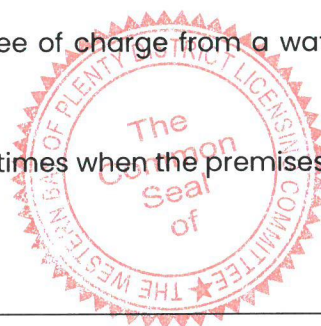 ee of charge from a wat
times when the premises
The
Common
Seal
of
THE WESTERN BAY OF PLENTY DISTRICT LICENSING COMMITTEE